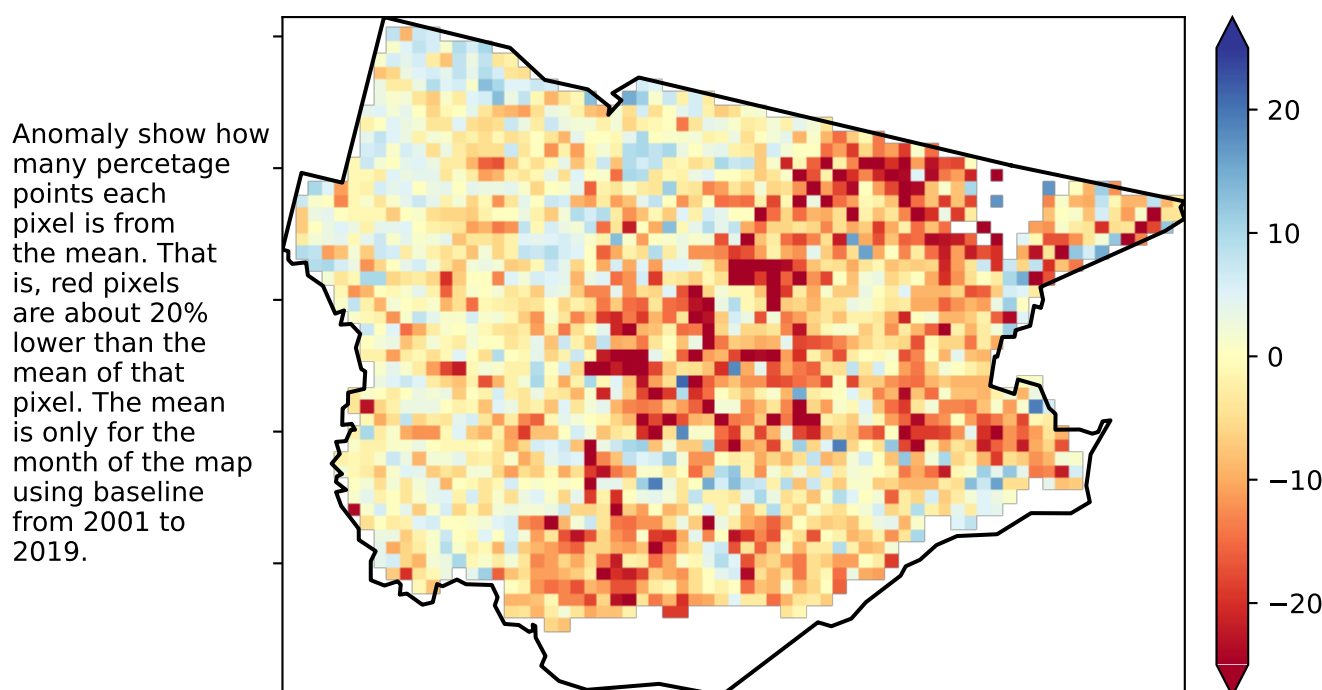 Anomaly show how
many percetage
points each
pixel is from
the mean. That
is, red pixels
are about 20%
lower than the
mean of that
pixel. The mean
is only for the
month of the map
using baseline
from 2001 to
2019.
20
10
0
−10
−20